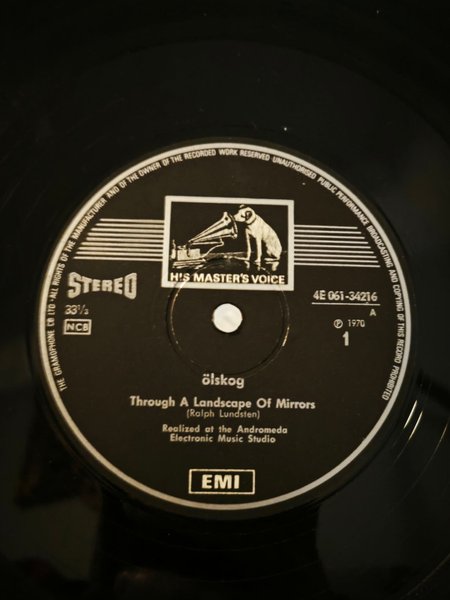 THE GRAMOPHONE CO LTD · ALL RIGHTS OF THE MANUFACTURER AND OF THE OWNER OF THE RECORDED WORK RESERVED UNAUTHORISED PUBLIC PERFORMANCE BROADCASTING AND COPYING OF THIS RECORD PROHIBITED
HIS MASTER'S VOICE
STEREO
4E 061-34216
33⅓
A
NCB
℗ 1970
1
ölskog
Through A Landscape Of Mirrors
(Ralph Lundsten)
Realized at the Andromeda
Electronic Music Studio
EMI